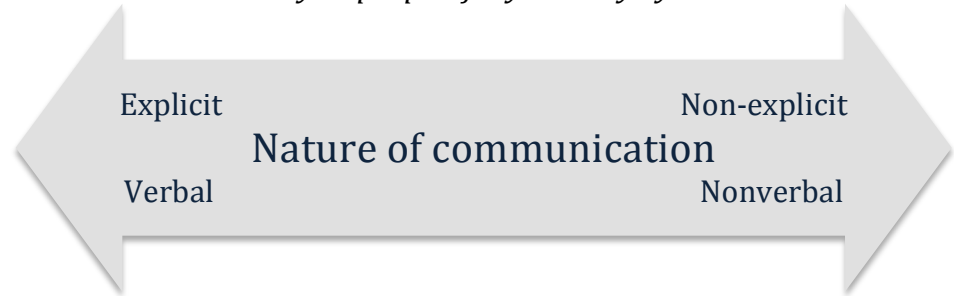 Explicit Non-explicit
Nature of communication
Verbal Nonverbal